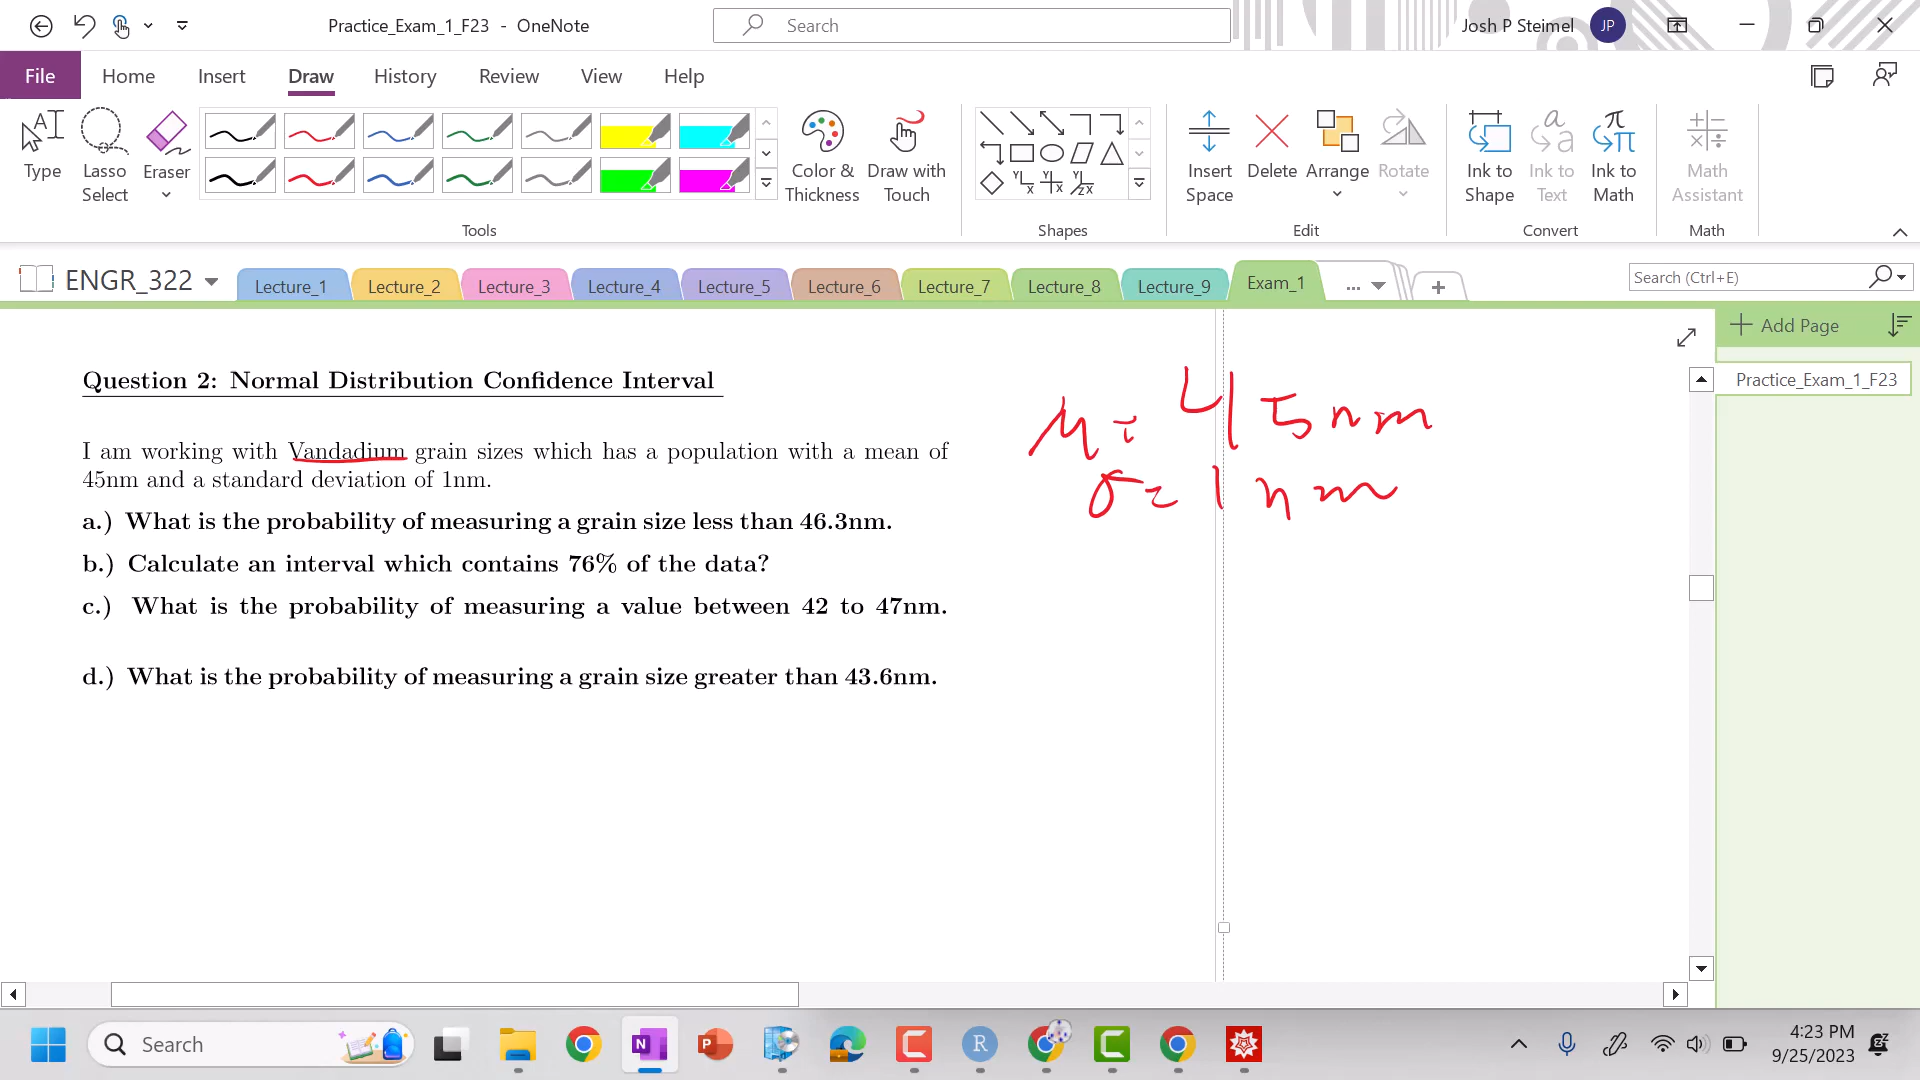 Practice_Exam_1_F23 - OneNote
Search
Josh P Steimel
JP
File
Home
Insert
Draw
History
Review
View
Help
Type
Lasso Select
Eraser
Color & Thickness
Draw with Touch
Insert Space
Delete
Arrange
Rotate
Ink to Shape
Ink to Text
Ink to Math
Math Assistant
Tools
Shapes
Edit
Convert
Math
ENGR_322
Lecture_1
Lecture_2
Lecture_3
Lecture_4
Lecture_5
Lecture_6
Lecture_7
Lecture_8
Lecture_9
Exam_1
...
Search (Ctrl+E)
Add Page
Practice_Exam_1_F23
Question 2: Normal Distribution Confidence Interval
I am working with Vandadium grain sizes which has a population with a mean of
45nm and a standard deviation of 1nm.
a.) What is the probability of measuring a grain size less than 46.3nm.
b.) Calculate an interval which contains 76% of the data?
c.) What is the probability of measuring a value between 42 to 47nm.
d.) What is the probability of measuring a grain size greater than 43.6nm.
μ = 45nm
σ = 1nm
Search
4:23 PM
9/25/2023